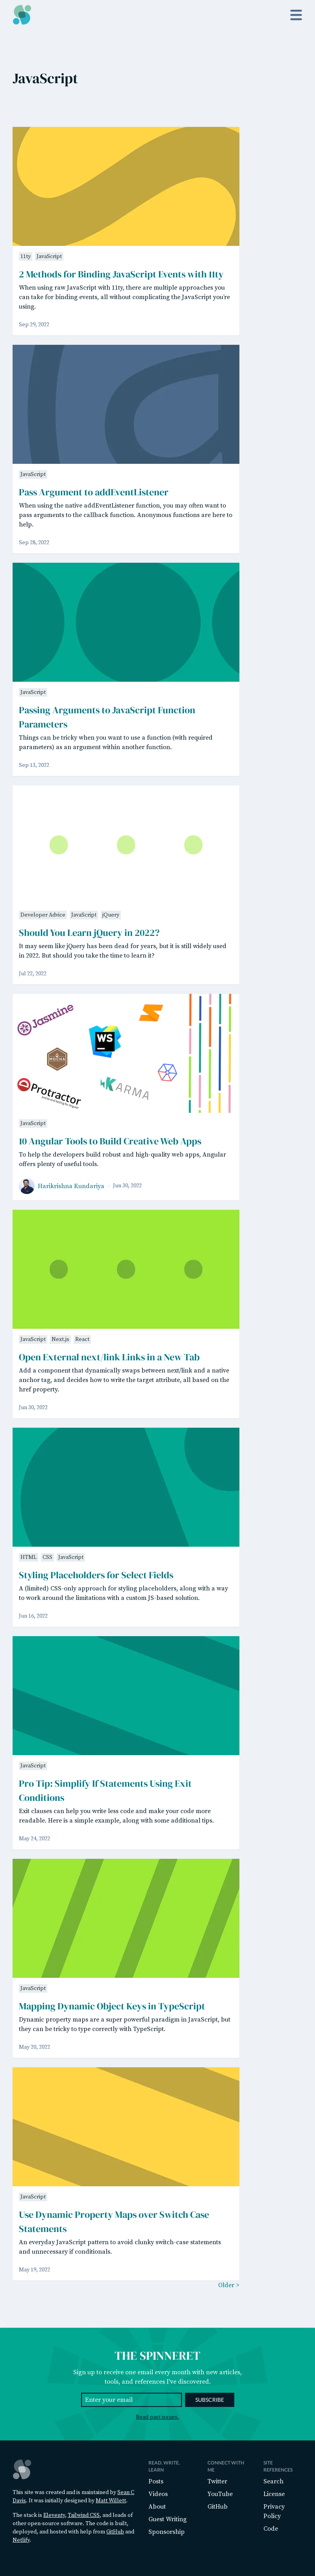 JavaScript
11ty JavaScript
2 Methods for Binding JavaScript Events with 11ty
When using raw JavaScript with 11ty, there are multiple approaches you
can take for binding events, all without complicating the JavaScript you're
using.
Sep 29, 2022
JavaScript
Pass Argument to addEventListener
When using the native addEventListener function, you may often want to
pass arguments to the callback function. Anonymous functions are here to
help.
Sep 28, 2022
JavaScript
Passing Arguments to JavaScript Function
Parameters
Things can be tricky when you want to use a function (with required
parameters) as an argument within another function.
Sep 13, 2022
Developer Advice JavaScript jQuery
Should You Learn jQuery in 2022?
It may seem like jQuery has been dead for years, but it is still widely used
in 2022. But should you take the time to learn it?
Jul 22, 2022
Jasmine
WS
MOCHA
Protractor
KARMA
JavaScript
10 Angular Tools to Build Creative Web Apps
To help the developers build robust and high-quality web apps, Angular
offers plenty of useful tools.
Harikrishna Kundariya Jun 30, 2022
JavaScript Next.js React
Open External next/link Links in a New Tab
Add a component that dynamically swaps between next/link and a native
anchor tag, and decides how to write the target attribute, all based on the
href property.
Jun 30, 2022
HTML CSS JavaScript
Styling Placeholders for Select Fields
A (limited) CSS-only approach for styling placeholders, along with a way
to work around the limitations with a custom JS-based solution.
Jun 16, 2022
JavaScript
Pro Tip: Simplify If Statements Using Exit
Conditions
Exit clauses can help you write less code and make your code more
readable. Here is a simple example, along with some additional tips.
May 24, 2022
JavaScript
Mapping Dynamic Object Keys in TypeScript
Dynamic property maps are a super powerful paradigm in JavaScript, but
they can be tricky to type correctly with TypeScript.
May 20, 2022
JavaScript
Use Dynamic Property Maps over Switch Case
Statements
An everyday JavaScript pattern to avoid clunky switch-case statements
and unnecessary if conditionals.
May 19, 2022
Older >
THE SPINNERET
Sign up to receive one email every month with new articles,
tools, and references I've discovered.
Enter your email SUBSCRIBE
Read past issues.
This site was created and is maintained by Sean C
Davis. It was initially designed by Matt Willett.
The stack is Eleventy, Tailwind CSS, and loads of
other open-source software. The code is built,
deployed, and hosted with help from GitHub and
Netlify.
READ, WRITE,
LEARN
Posts
Videos
About
Guest Writing
Sponsorship
CONNECT WITH
ME
Twitter
YouTube
GitHub
SITE
REFERENCES
Search
License
Privacy
Policy
Code